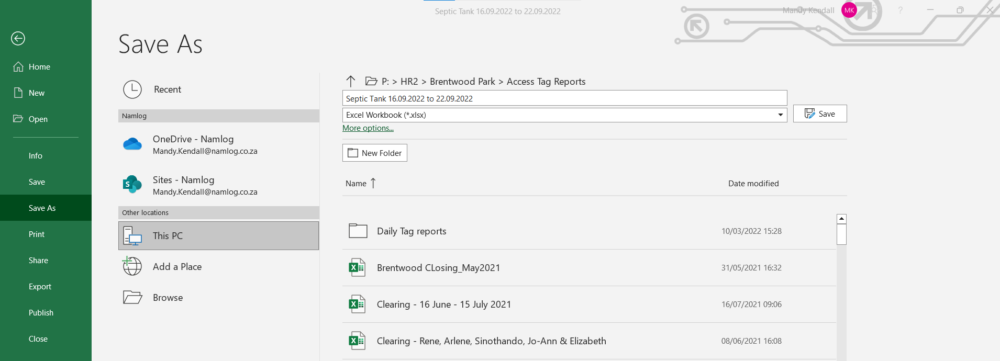 Septic Tank 16.09.2022 to 22.09.2022
Mandy Kendall
MK
?
Save As
Home
New
Open
Info
Save
Save As
Print
Share
Export
Publish
Close
Recent
Namlog
OneDrive - Namlog
Mandy.Kendall@namlog.co.za
S
Sites - Namlog
Mandy.Kendall@namlog.co.za
Other locations
This PC
Add a Place
Browse
P: > HR2 > Brentwood Park > Access Tag Reports
Septic Tank 16.09.2022 to 22.09.2022
Excel Workbook (*.xlsx)
Save
More options...
New Folder
Name ↑ Date modified
Daily Tag reports 10/03/2022 15:28
X Brentwood CLosing_May2021 31/05/2021 16:32
X Clearing - 16 June - 15 July 2021 16/07/2021 09:06
X Clearing - Rene, Arlene, Sinothando, Jo-Ann & Elizabeth 08/06/2021 16:08